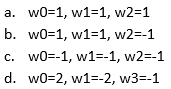 a. w0=1, w1=1, w2=1
b. w0=1, w1=1, w2=-1
c. w0=-1, w1=-1, w2=-1
d. w0=2, w1=-2, w3=-1